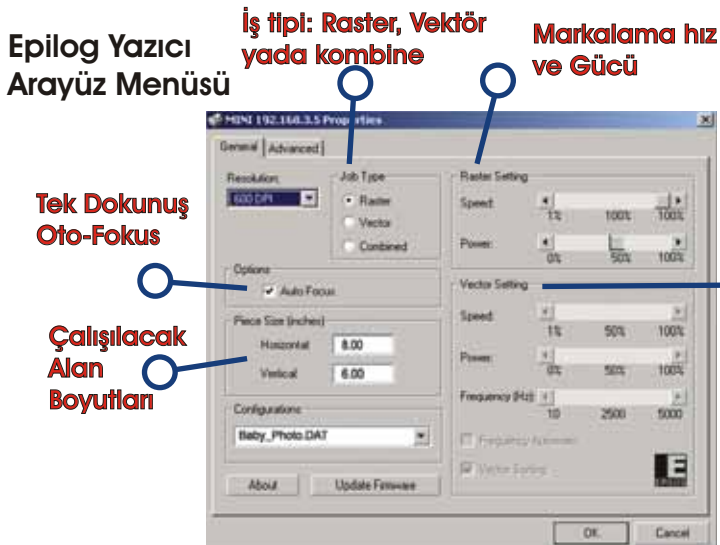 Epilog Yazıcı
Arayüz Menüsü
İş tipi: Raster, Vektör
yada kombine
Markalama hız
ve Gücü
Tek Dokunuş
Oto-Fokus
Çalışılacak
Alan
Boyutları
MINI 192.168.3.5 Properties
General Advanced
Resolution:
600 DPI
Job Type
Raster
Vector
Combined
Options
Auto Focus
Piece Size (inches)
Horizontal 8.00
Vertical 6.00
Configurations
Baby_Photo.DAT
About Update Firmware
Raster Setting
Speed:
1% 100% 100%
Power:
0% 50% 100%
Vector Setting
Speed:
1% 50% 100%
Power:
0% 50% 100%
Frequency (Hz):
10 2500 5000
Frequency
Vector Sorting
E
OK Cancel